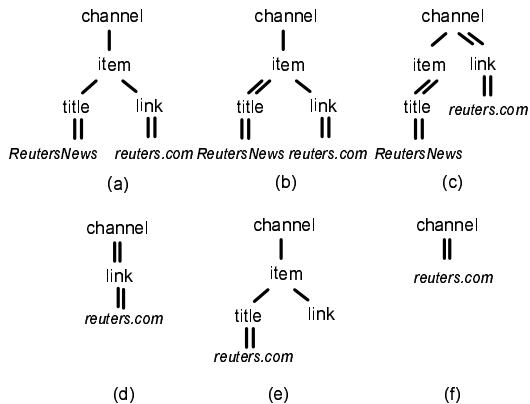 channel channel channel
item item item link
title link title link title reuters.com
ReutersNews reuters.com ReutersNews reuters.com ReutersNews
(a) (b) (c)
channel channel channel
link item reuters.com
reuters.com title link
reuters.com
(d) (e) (f)